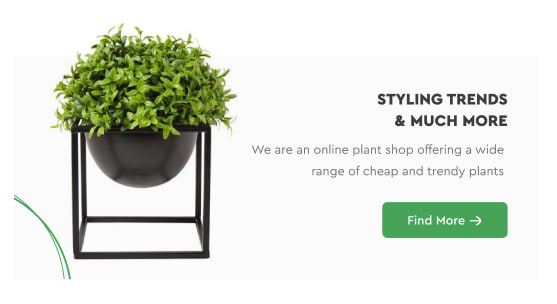 STYLING TRENDS
& MUCH MORE
We are an online plant shop offering a wide
range of cheap and trendy plants
Find More →